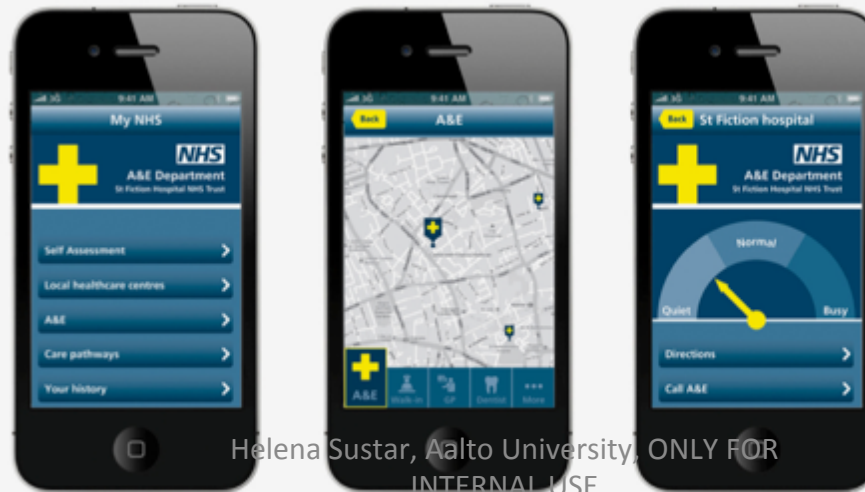 3G 9:41 AM
My NHS
NHS
A&E Department
St Fiction Hospital NHS Trust
Self Assessment
Local healthcare centres
A&E
Care pathways
Your history
3G 9:41 AM
Back A&E
A&E Walk-in GP Dentist More
3G 9:41 AM
Back St Fiction hospital
NHS
A&E Department
St Fiction Hospital NHS Trust
Normal
Quiet Busy
Directions
Call A&E
Helena Sustar, Aalto University, ONLY FOR
INTERNAL USE